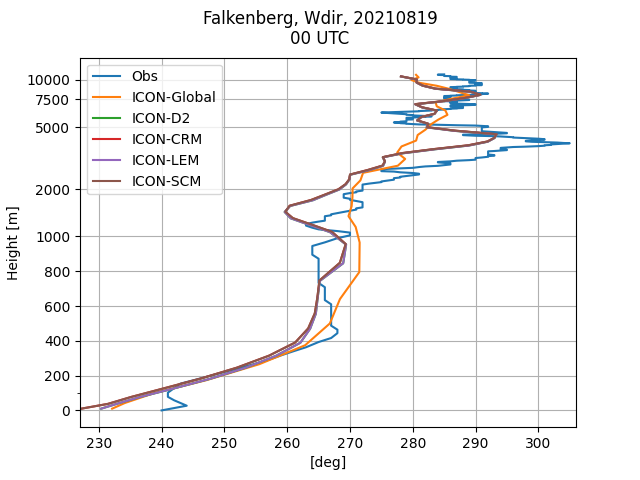 Falkenberg, Wdir, 20210819
00 UTC
Obs
ICON-Global
ICON-D2
ICON-CRM
ICON-LEM
ICON-SCM
Height [m]
10000
7500
5000
2000
1000
800
600
400
200
0
230 240 250 260 270 280 290 300
[deg]